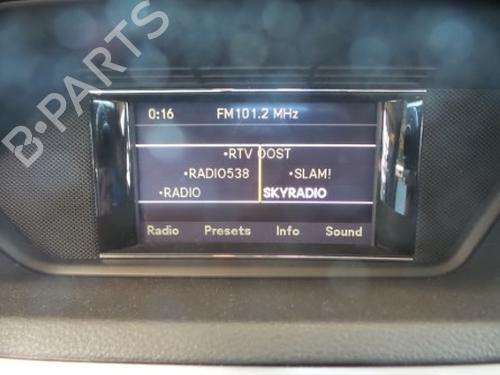 B-PARTS
0:16 FM101.2 MHz
•RTV OOST
•RADIO538 •SLAM!
•RADIO SKYRADIO
Radio Presets Info Sound